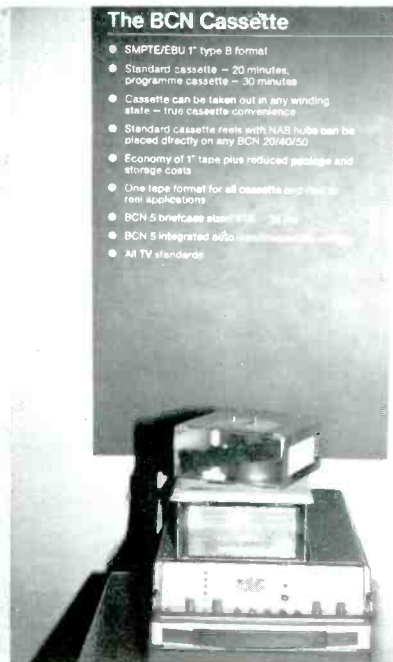 The BCN Cassette
● SMPTE/EBU 1" type B format
● Standard cassette – 20 minutes,
programme cassette – 30 minutes
● Cassette can be taken out in any winding
state – true cassette convenience
● Standard cassette reels with NAB hubs can be
placed directly on any BCN 20/40/50
● Economy of 1" tape plus reduced package and
storage costs
● One tape format for all cassette
reel applications
● BCN 5 briefcase
● BCN 5 integrated auto
● All TV standards